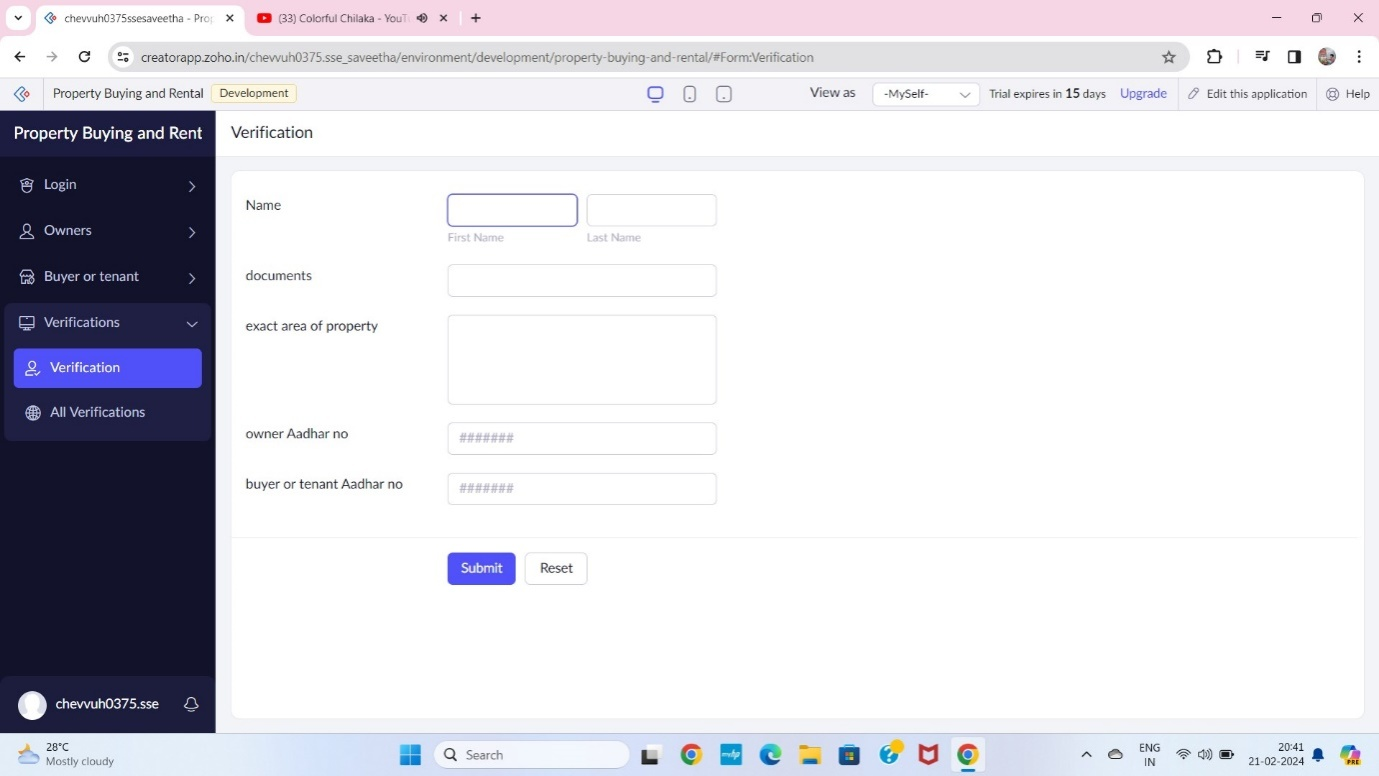 chevvuh0375ssesaveetha - Prop
(33) Colorful Chilaka - YouT
creatorapp.zoho.in/chevvuh0375.sse_saveetha/environment/development/property-buying-and-rental/#Form:Verification
Property Buying and Rental Development View as -MySelf- Trial expires in 15 days Upgrade Edit this application Help
Property Buying and Rent
Verification
Login
Owners
Buyer or tenant
Verifications
Verification
All Verifications
Name
First Name Last Name
documents
exact area of property
owner Aadhar no #######
buyer or tenant Aadhar no #######
Submit Reset
chevvuh0375.sse
28°C
Mostly cloudy
Search
ENG
IN
20:41
21-02-2024
PRE